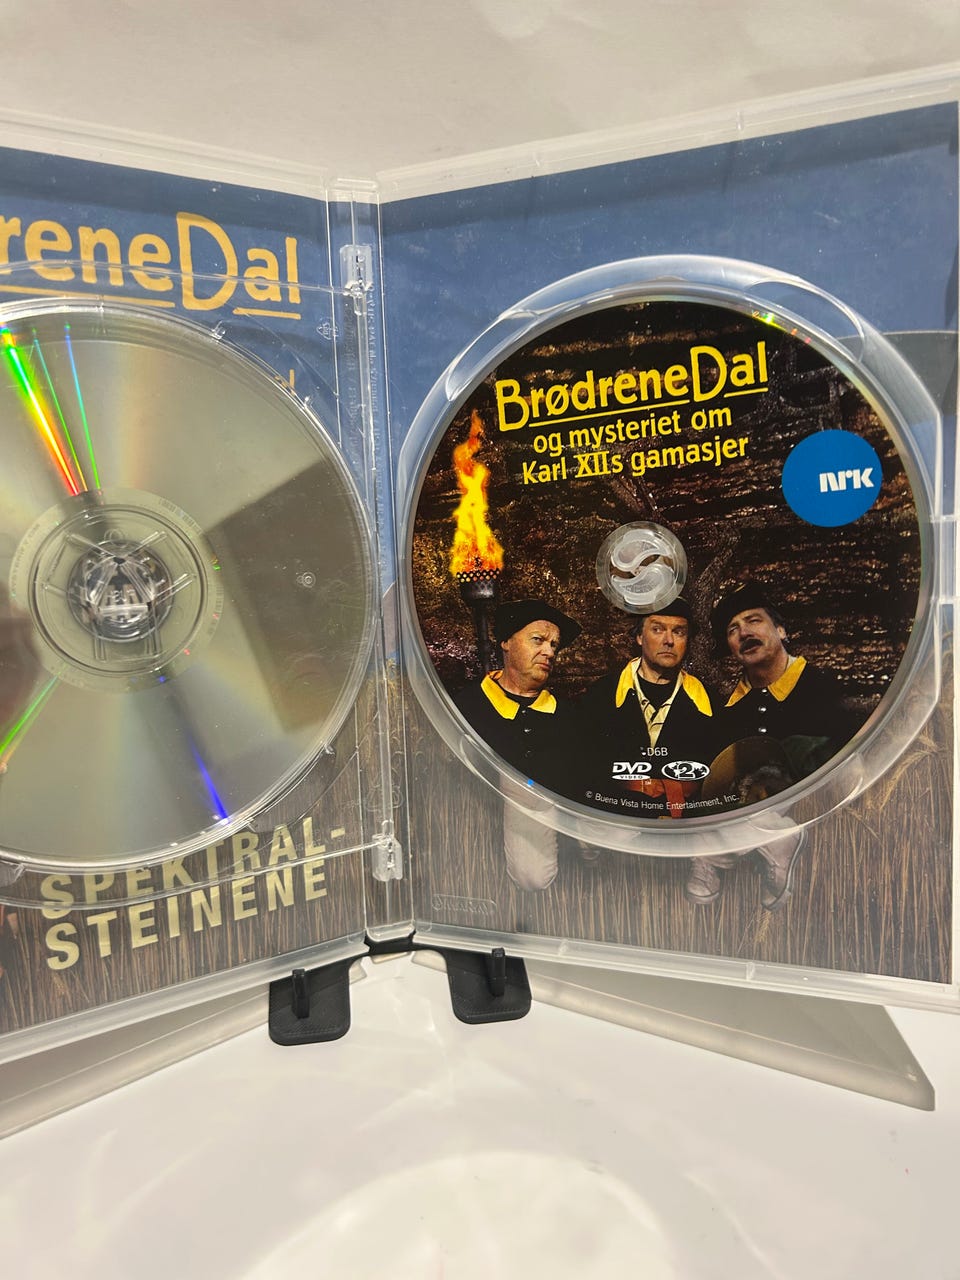 reneDal
SPEKTRAL-
STEINENE
BrødreneDal
og mysteriet om
Karl XIIs gamasjer
NRK
D6B
DVD
VIDEO
2
© Buena Vista Home Entertainment, Inc.